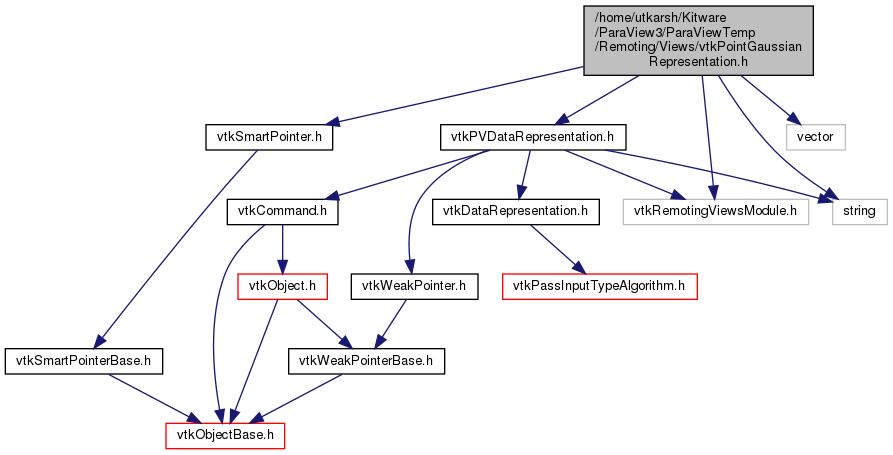 /home/utkarsh/Kitware
/ParaView3/ParaViewTemp
/Remoting/Views/vtkPointGaussian
Representation.h
vtkSmartPointer.h
vtkPVDataRepresentation.h
vector
vtkCommand.h
vtkDataRepresentation.h
vtkRemotingViewsModule.h
string
vtkObject.h
vtkWeakPointer.h
vtkPassInputTypeAlgorithm.h
vtkSmartPointerBase.h
vtkWeakPointerBase.h
vtkObjectBase.h